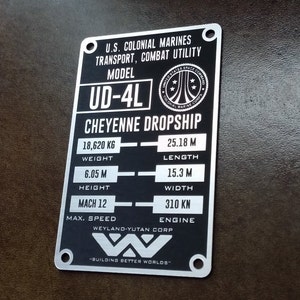 U.S. COLONIAL MARINES
TRANSPORT, COMBAT UTILITY
MODEL
UD-4L
CHEYENNE DROPSHIP
18,620 KG 25.18 M
WEIGHT LENGTH
6.05 M 15.3 M
HEIGHT WIDTH
MACH 12 310 KN
MAX. SPEED ENGINE
WEYLAND-YUTAN CORP
"BUILDING BETTER WORLDS"